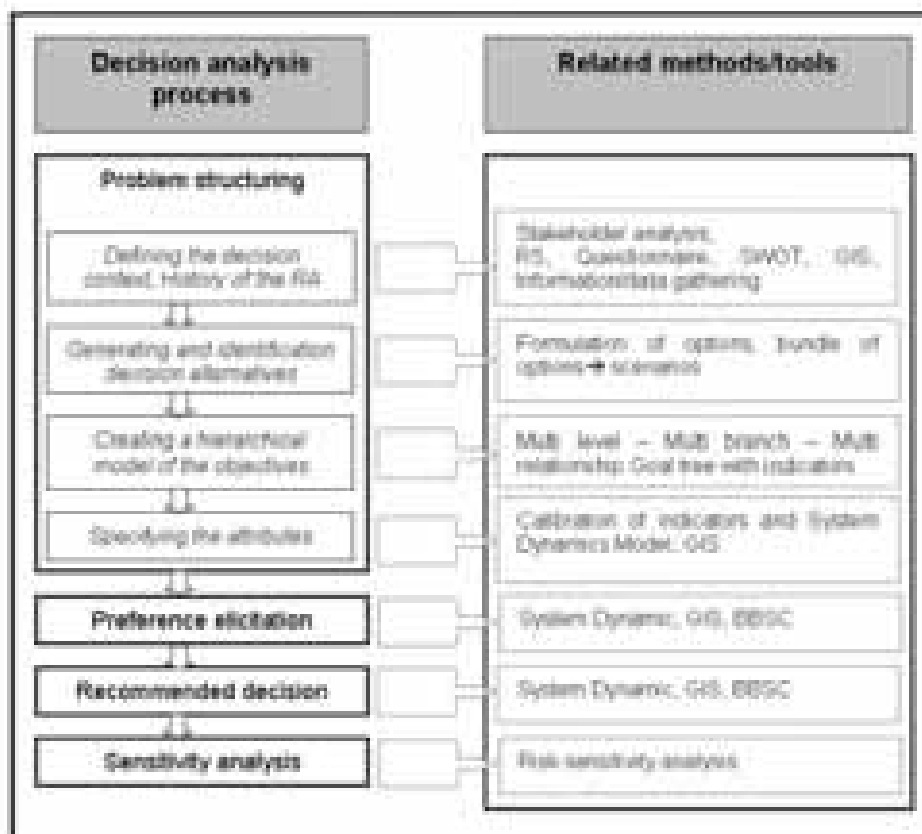 Decision analysis
process
Related methods/tools
Problem structuring
Defining the decision
context, History of the RA
Stakeholder analysis,
RS, Questionnaire, SWOT, GIS,
Information/data gathering
Generating and identification
decision alternatives
Formulation of options, bundle of
options➔ scenarios
Creating a hierarchical
model of the objectives
Multi level – Multi branch – Multi
relationship Goal tree with indicators
Specifying the attributes
Calibration of indicators and System
Dynamics Model, GIS
Preference elicitation
System Dynamic, GIS, BBSC
Recommended decision
System Dynamic, GIS, BBSC
Sensitivity analysis
Risk-sensitivity analysis